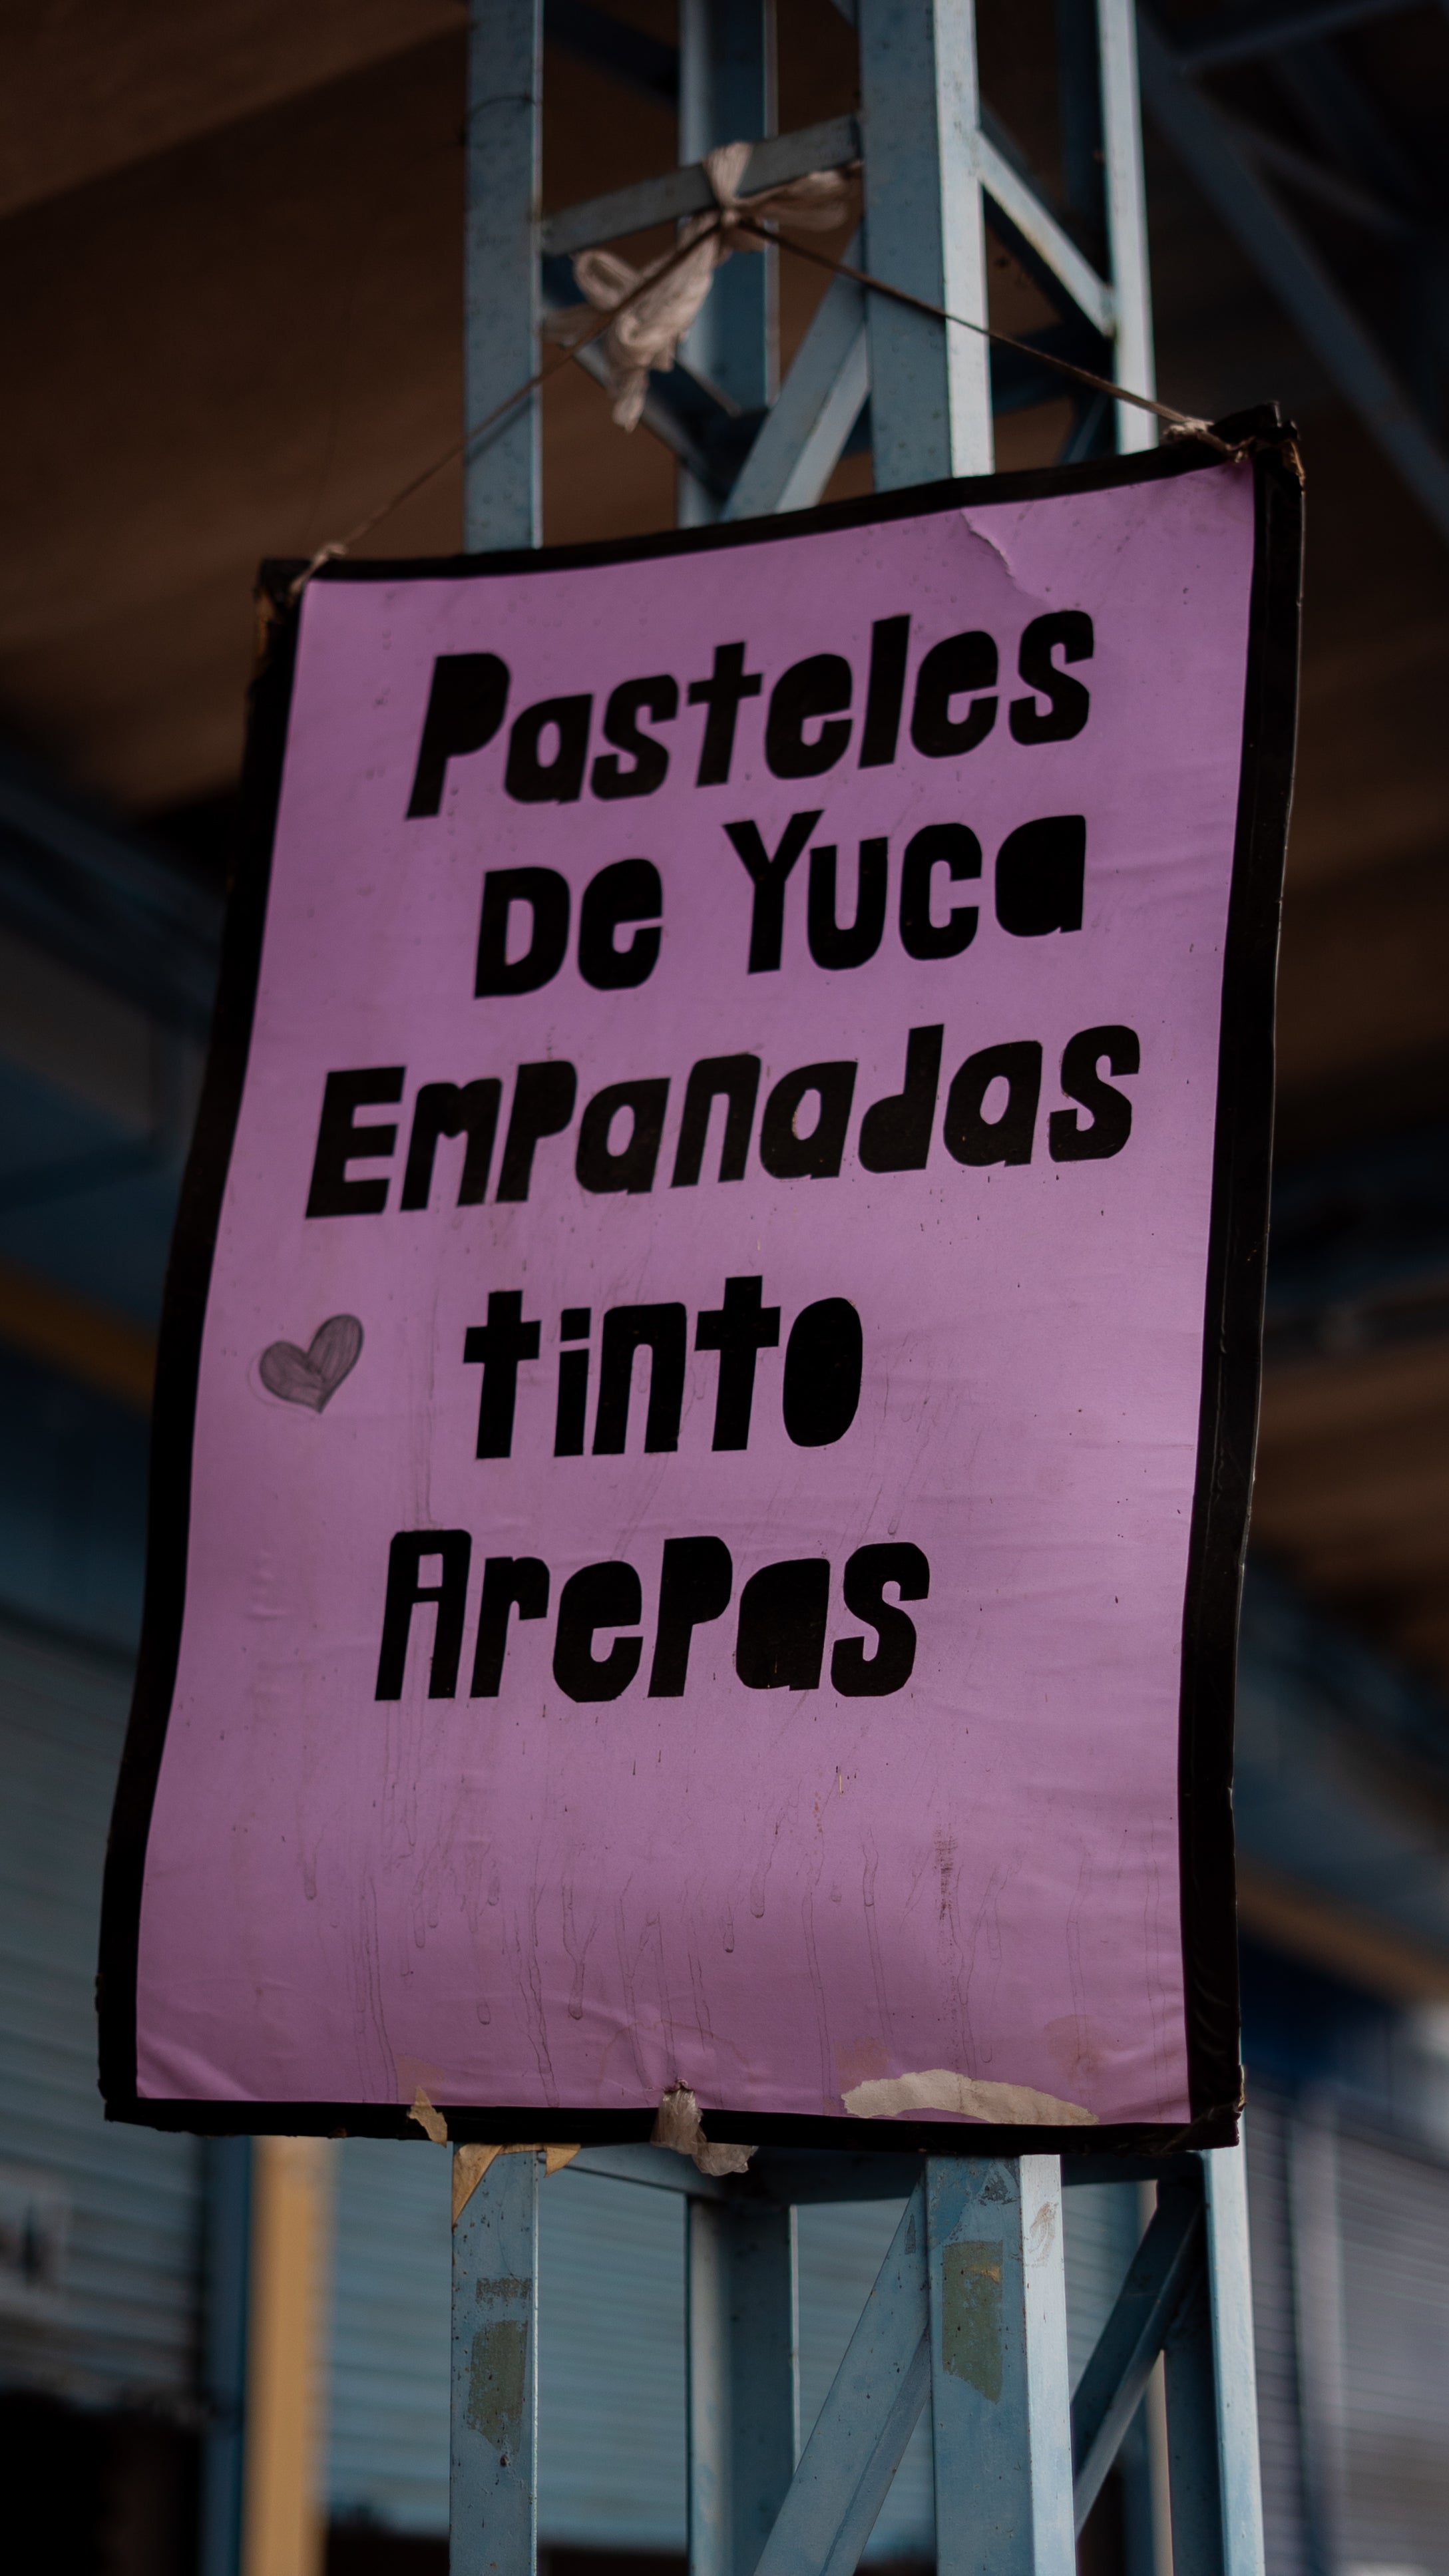 Pasteles
De Yuca
Empanadas
tinto
Arepas